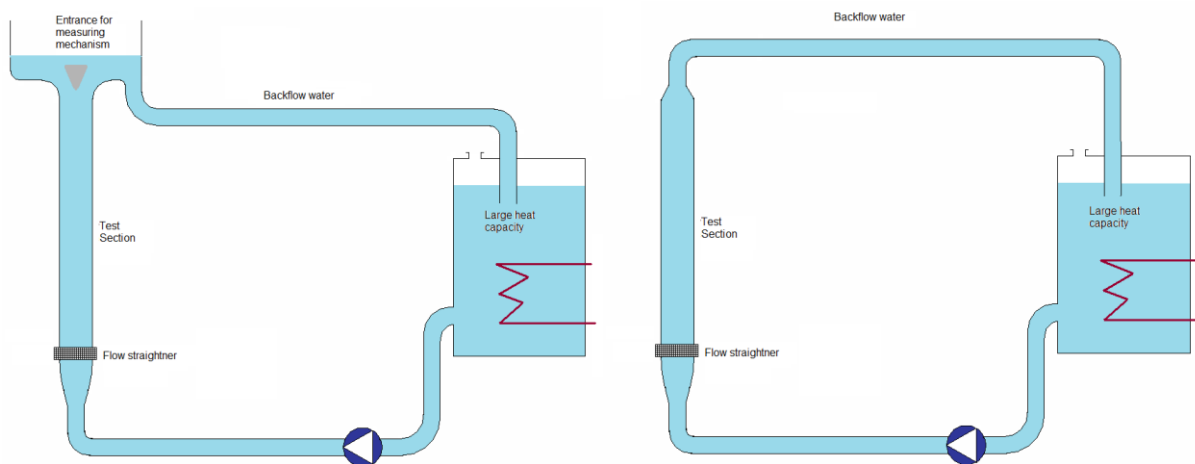 Entrance for
measuring
mechanism
Backflow water
Large heat
capacity
Test
Section
Flow straightner
Backflow water
Large heat
capacity
Test
Section
Flow straightner